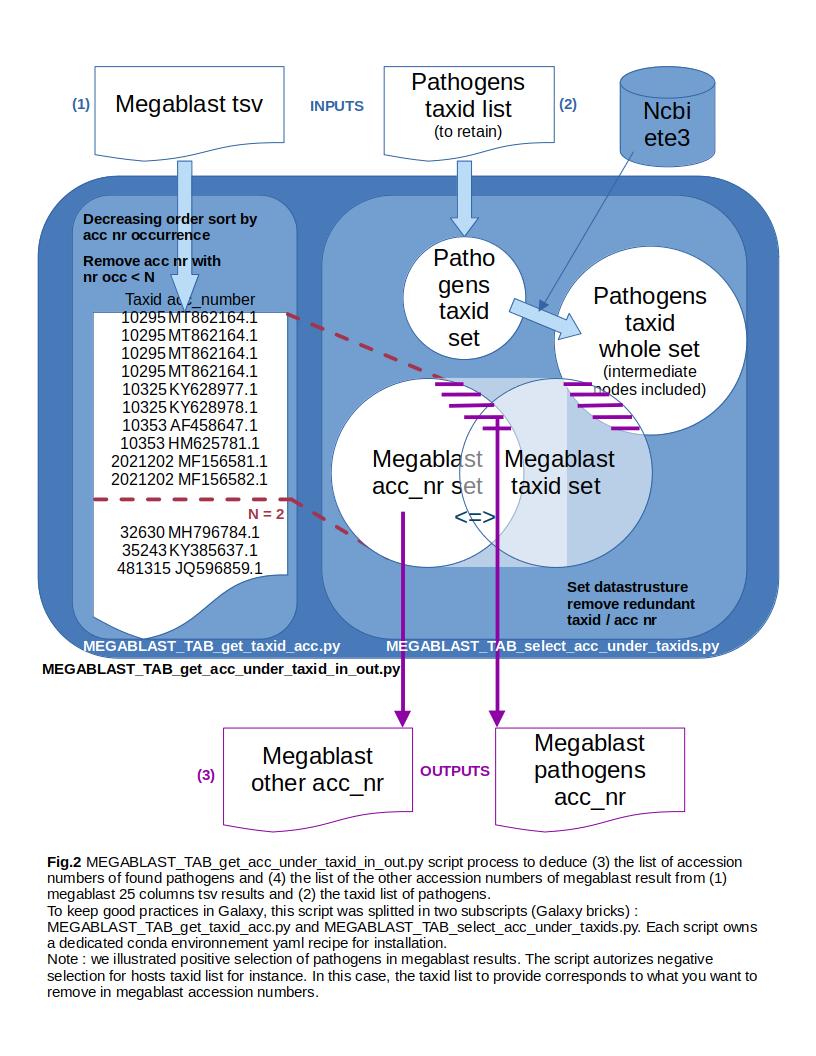 (1)
Megablast tsv
INPUTS
Pathogens
taxid list
(to retain)
(2)
Ncbi
ete3
Decreasing order sort by
acc nr occurrence
Remove acc nr with
nr occ < N
Taxid acc_number
10295 MT862164.1
10295 MT862164.1
10295 MT862164.1
10295 MT862164.1
10325 KY628977.1
10325 KY628978.1
10353 AF458647.1
10353 HM625781.1
2021202 MF156581.1
2021202 MF156582.1
N = 2
32630 MH796784.1
35243 KY385637.1
481315 JQ596859.1
Patho
gens
taxid
set
Pathogens
taxid
whole set
(intermediate
nodes included)
Megablast
acc_nr set
Megablast
taxid set
<=>
Set datastrusture
remove redundant
taxid / acc nr
MEGABLAST_TAB_get_taxid_acc.py
MEGABLAST_TAB_select_acc_under_taxids.py
MEGABLAST_TAB_get_acc_under_taxid_in_out.py
(3)
Megablast
other acc_nr
OUTPUTS
Megablast
pathogens
acc_nr
Fig.2 MEGABLAST_TAB_get_acc_under_taxid_in_out.py script process to deduce (3) the list of accession
numbers of found pathogens and (4) the list of the other accession numbers of megablast result from (1)
megablast 25 columns tsv results and (2) the taxid list of pathogens.
To keep good practices in Galaxy, this script was splitted in two subscripts (Galaxy bricks) :
MEGABLAST_TAB_get_taxid_acc.py and MEGABLAST_TAB_select_acc_under_taxids.py. Each script owns
a dedicated conda environnement yaml recipe for installation.
Note : we illustrated positive selection of pathogens in megablast results. The script autorizes negative
selection for hosts taxid list for instance. In this case, the taxid list to provide corresponds to what you want to
remove in megablast accession numbers.